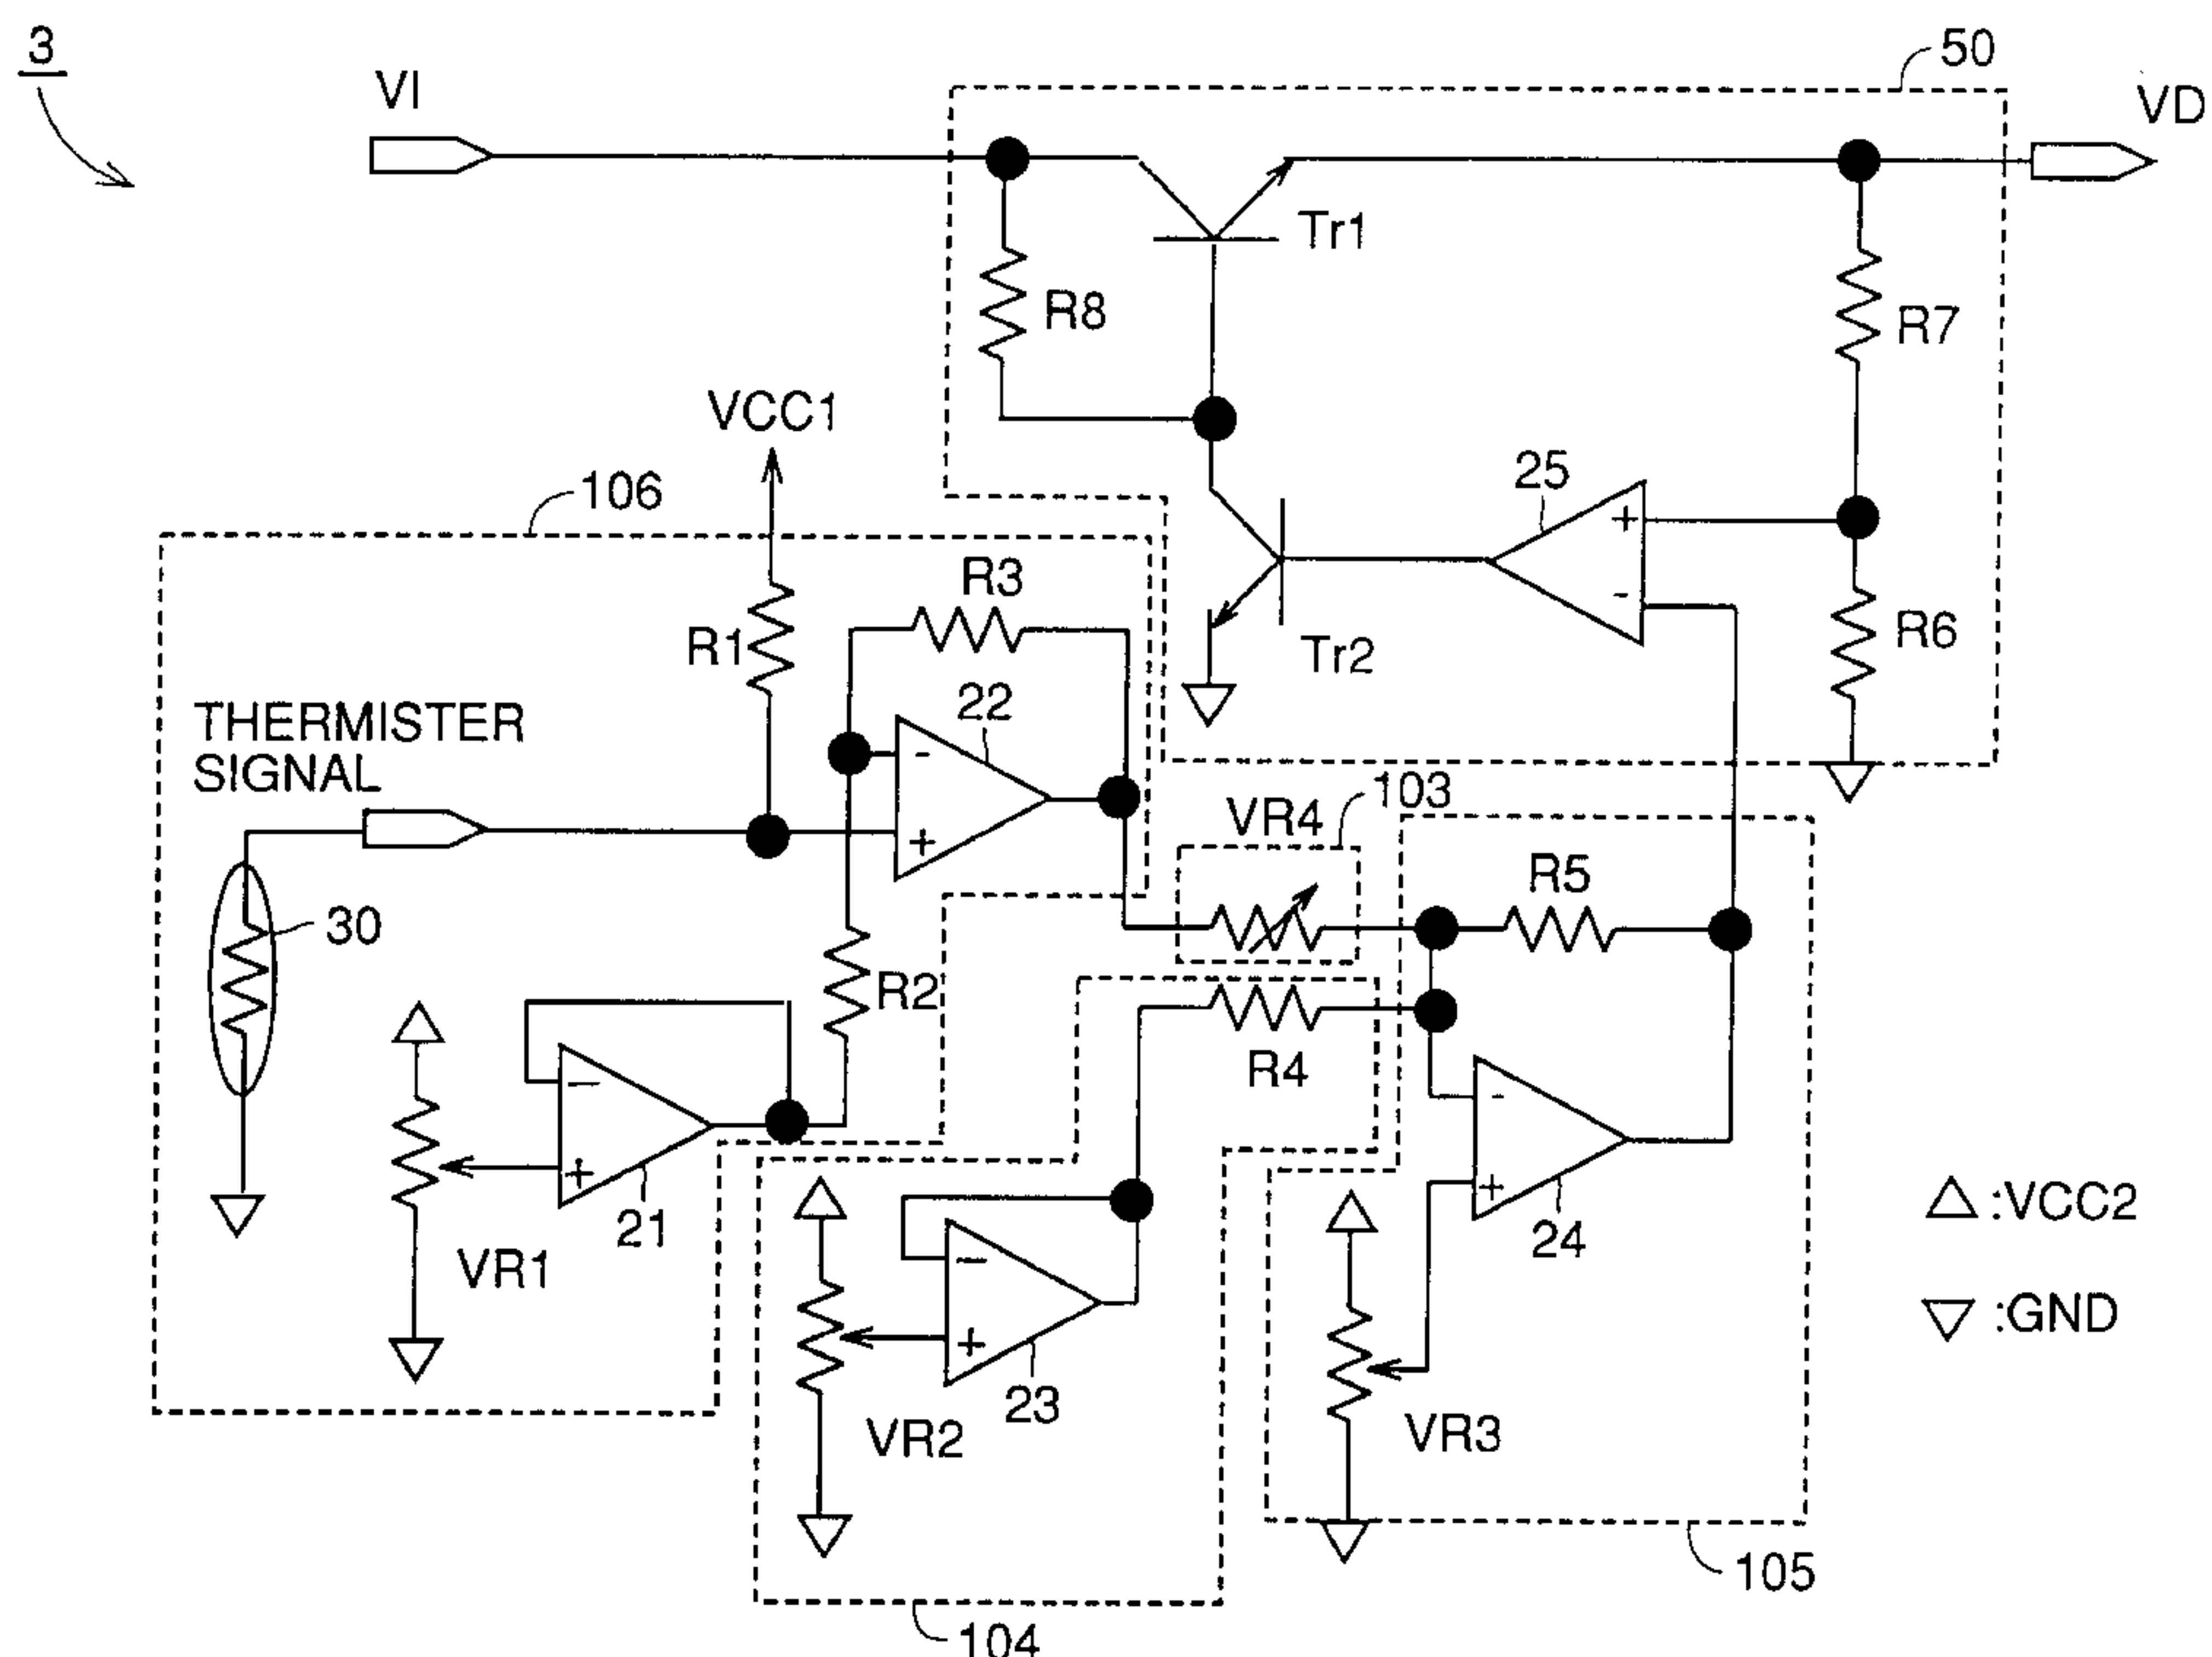 3
50
VI
VD
Tr1
R8
R7
VCC1
25
106
+
R3
-
R1
R6
Tr2
22
THERMISTER
SIGNAL
-
103
VR4
+
R5
30
R2
R4
-
-
+
+
21
24
:VCC2
VR1
-
:GND
+
23
VR2
VR3
105
104